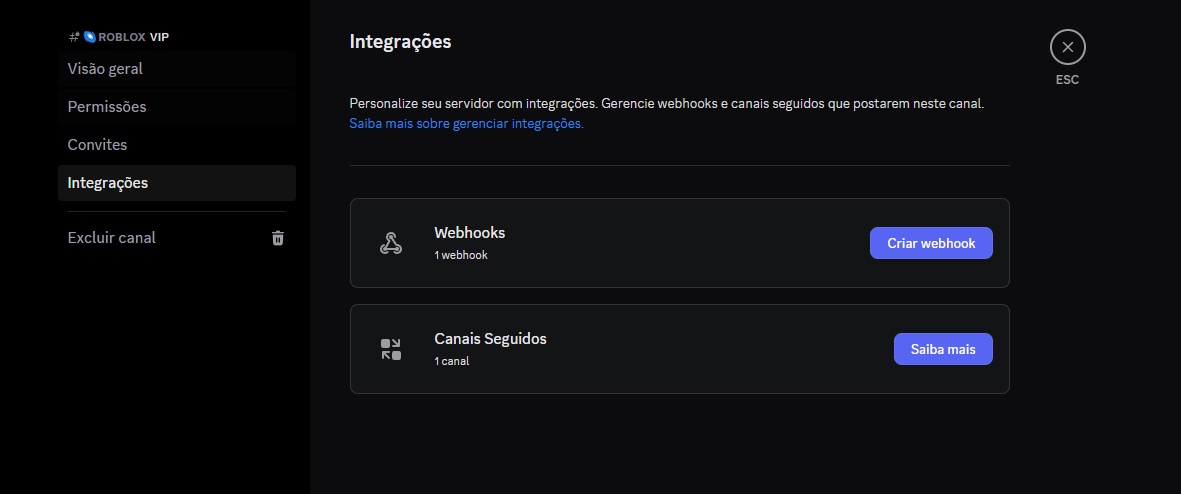 ROBLOX VIP
Visão geral
Permissões
Convites
Integrações
Excluir canal
Integrações
ESC
Personalize seu servidor com integrações. Gerencie webhooks e canais seguidos que postarem neste canal.
Saiba mais sobre gerenciar integrações.
Webhooks
1 webhook
Criar webhook
Canais Seguidos
1 canal
Saiba mais